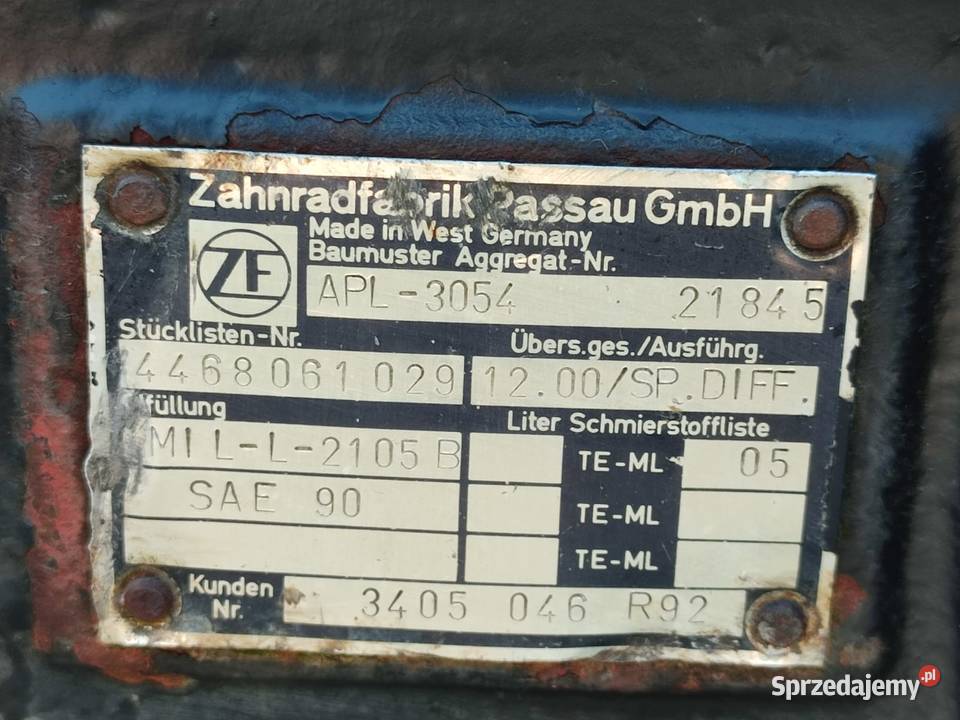 Zahnradfabrik Passau GmbH
Made in West Germany
Baumuster Aggregat-Nr.
ZF
APL-3054 21845
Stücklisten-Nr. Übers.ges./Ausführg.
4468061029 12.00/SP.DIFF.
Ölfüllung Liter Schmierstoffliste
MIL-L-2105B TE-ML 05
SAE 90 TE-ML
TE-ML
Kunden Nr. 3405 046 R92
Sprzedajemy.pl